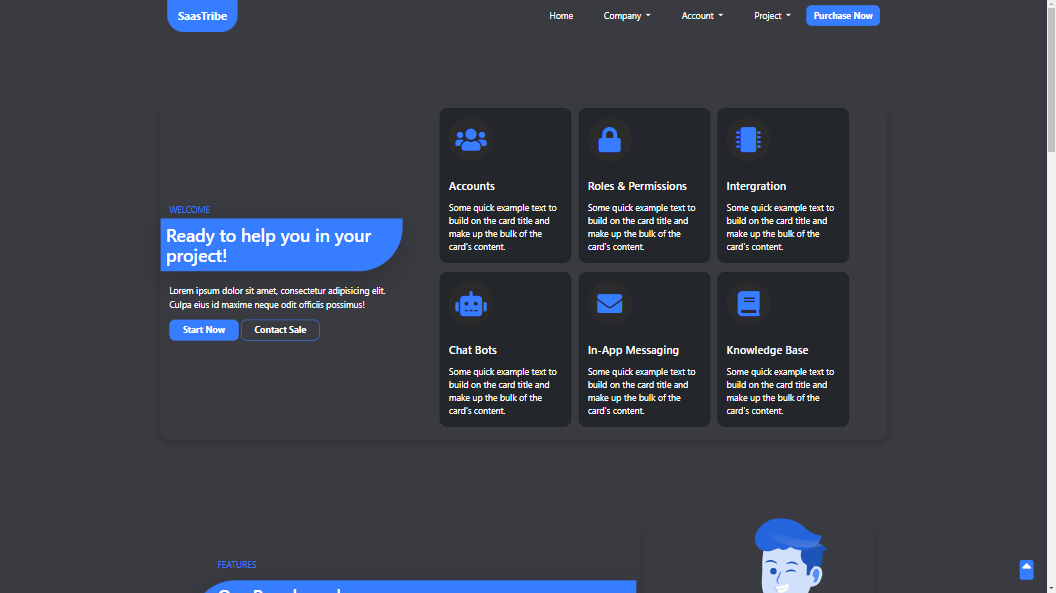 SaasTribe
Home
Company
Account
Project
Purchase Now
WELCOME
Ready to help you in your
project!
Lorem ipsum dolor sit amet, consectetur adipisicing elit.
Culpa eius id maxime neque odit officiis possimus!
Start Now
Contact Sale
Accounts
Some quick example text to
build on the card title and
make up the bulk of the
card's content.
Roles & Permissions
Some quick example text to
build on the card title and
make up the bulk of the
card's content.
Intergration
Some quick example text to
build on the card title and
make up the bulk of the
card's content.
Chat Bots
Some quick example text to
build on the card title and
make up the bulk of the
card's content.
In-App Messaging
Some quick example text to
build on the card title and
make up the bulk of the
card's content.
Knowledge Base
Some quick example text to
build on the card title and
make up the bulk of the
card's content.
FEATURES